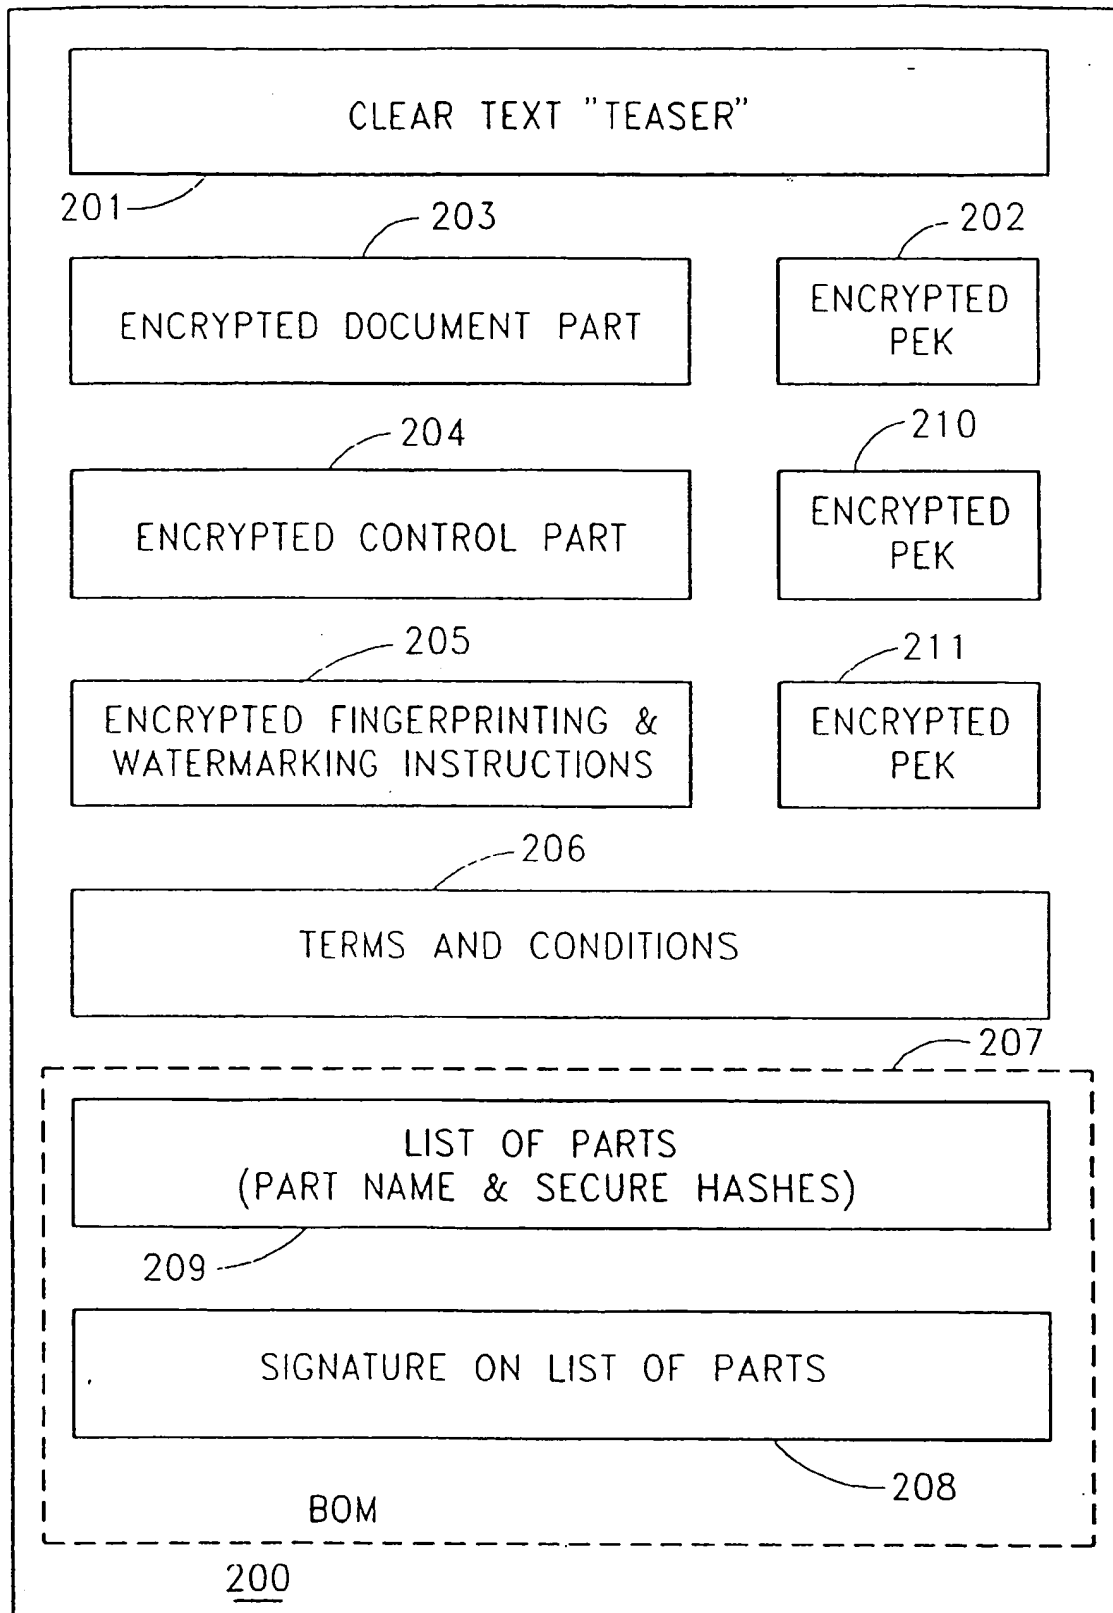 CLEAR TEXT "TEASER"
201
203
202
ENCRYPTED DOCUMENT PART
ENCRYPTED
PEK
204
210
ENCRYPTED CONTROL PART
ENCRYPTED
PEK
205
211
ENCRYPTED FINGERPRINTING &
WATERMARKING INSTRUCTIONS
ENCRYPTED
PEK
206
TERMS AND CONDITIONS
207
LIST OF PARTS
(PART NAME & SECURE HASHES)
209
SIGNATURE ON LIST OF PARTS
208
BOM
200